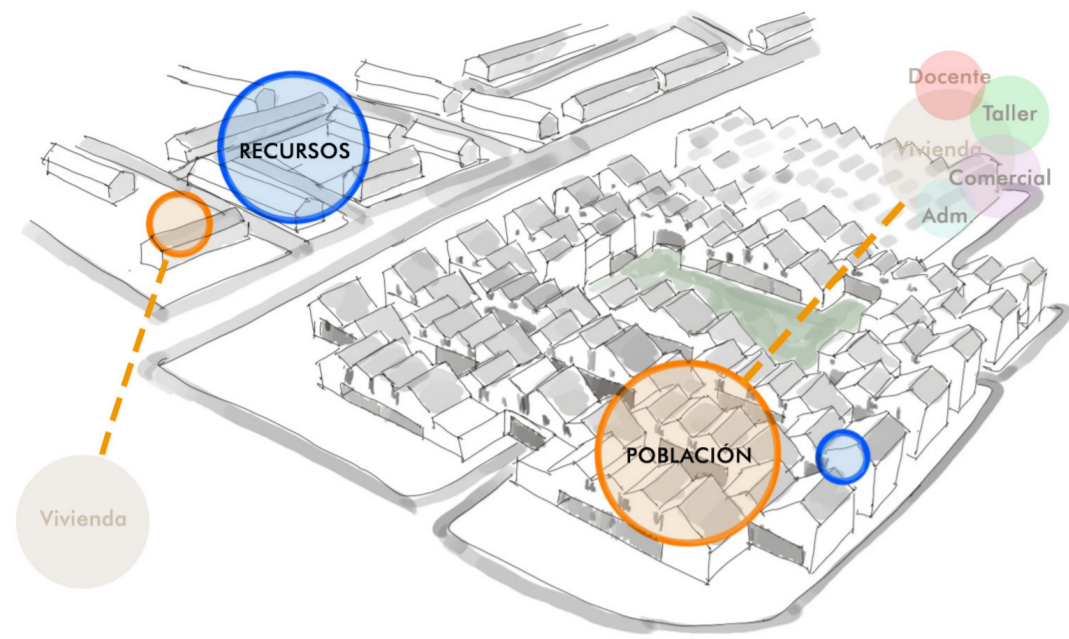 Docente
Taller
RECURSOS
Vivienda
Comercial
Adm.
POBLACIÓN
Vivienda